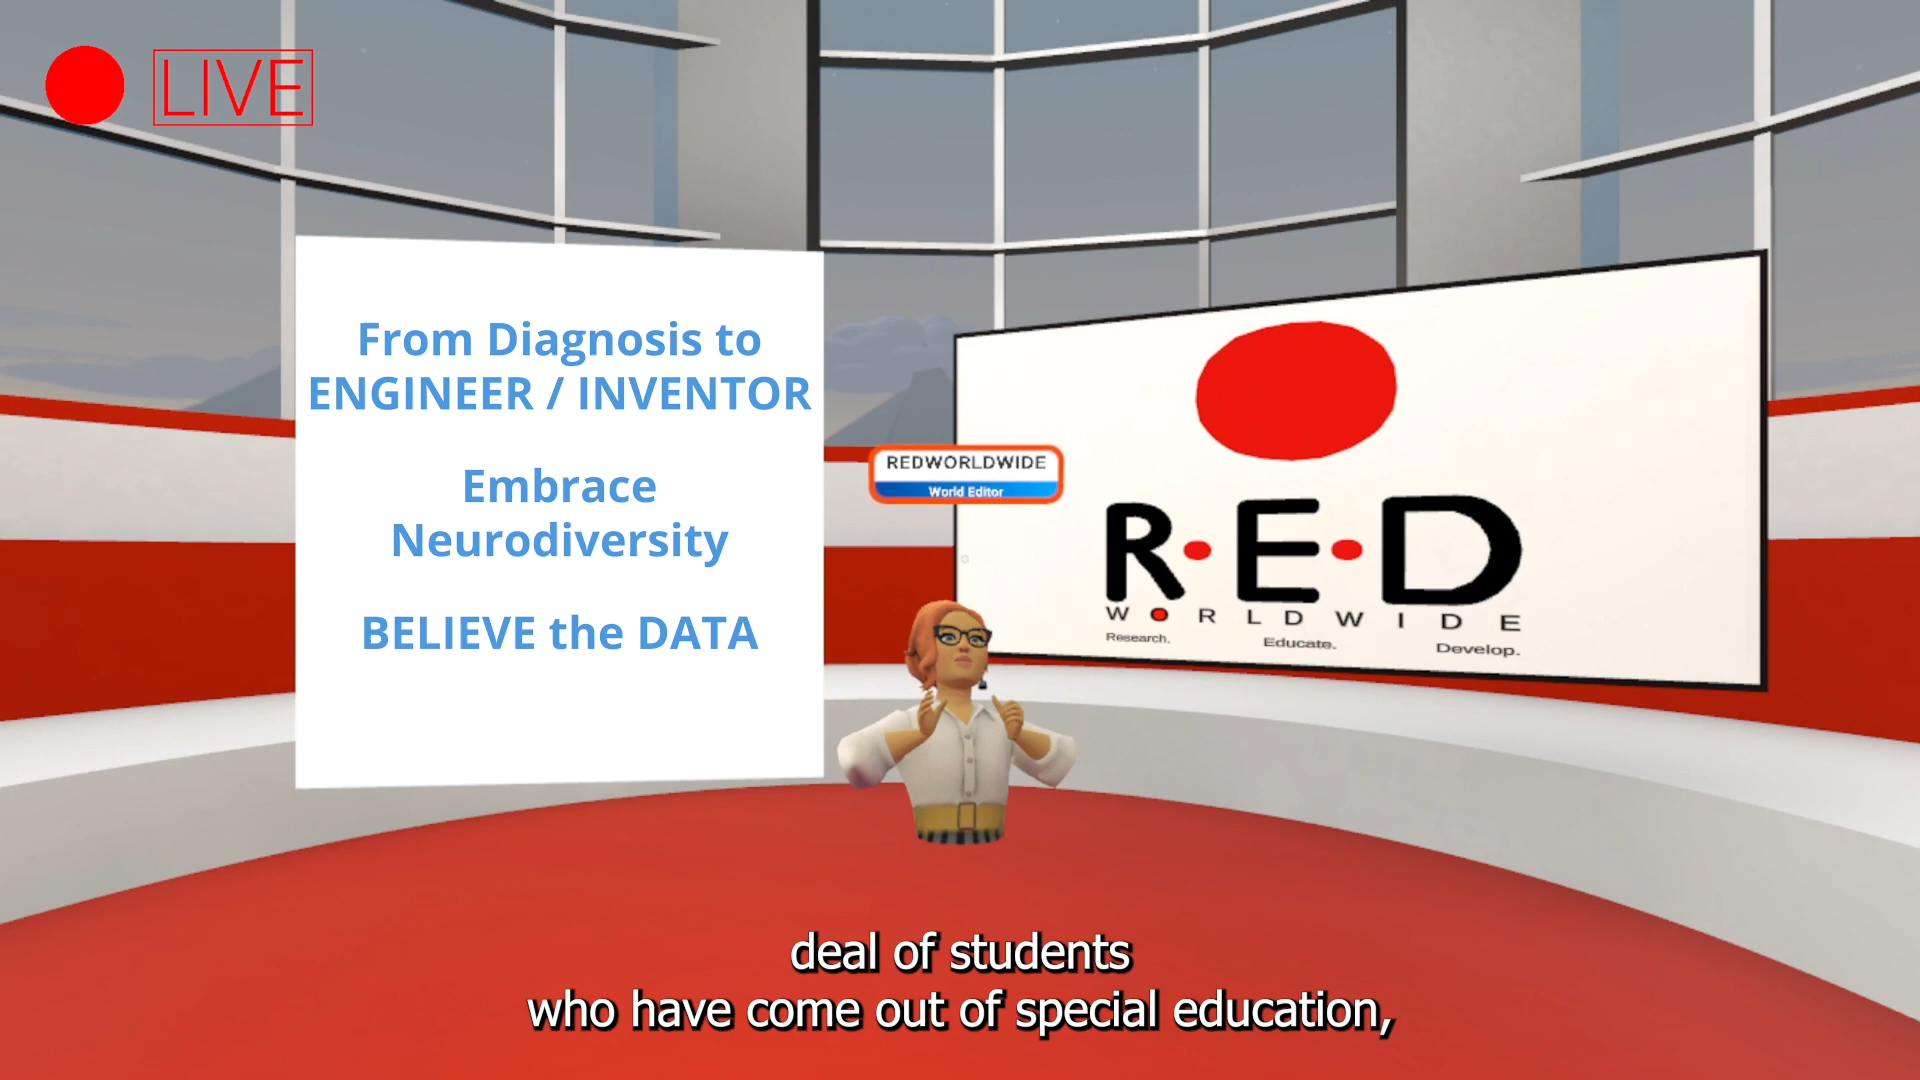 LIVE
From Diagnosis to
ENGINEER / INVENTOR
Embrace
Neurodiversity
BELIEVE the DATA
REDWORLDWIDE
World Editor
R•E•D
W●RLDWIDE
Research. Educate. Develop.
deal of students
who have come out of special education,